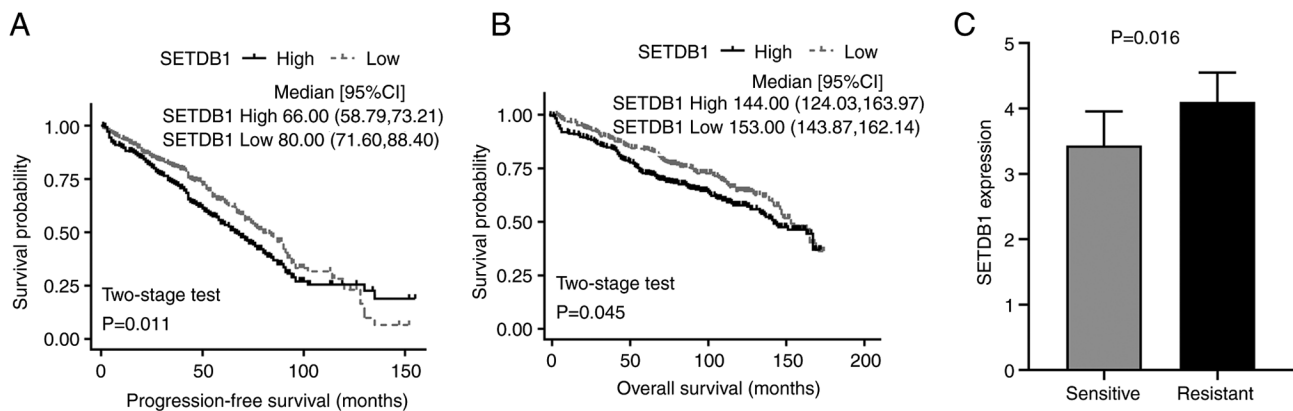 A
SETDB1 High Low
Median [95%CI]
SETDB1 High 66.00 (58.79,73.21)
SETDB1 Low 80.00 (71.60,88.40)
Survival probability
1.00
0.75
0.50
0.25
0.00
Two-stage test
P=0.011
0 50 100 150
Progression-free survival (months)
B
SETDB1 High Low
Median [95%CI]
SETDB1 High 144.00 (124.03,163.97)
SETDB1 Low 153.00 (143.87,162.14)
Survival probability
1.00
0.75
0.50
0.25
0.00
Two-stage test
P=0.045
0 50 100 150 200
Overall survival (months)
C
P=0.016
SETDB1 expression
5
4
3
2
1
0
Sensitive Resistant